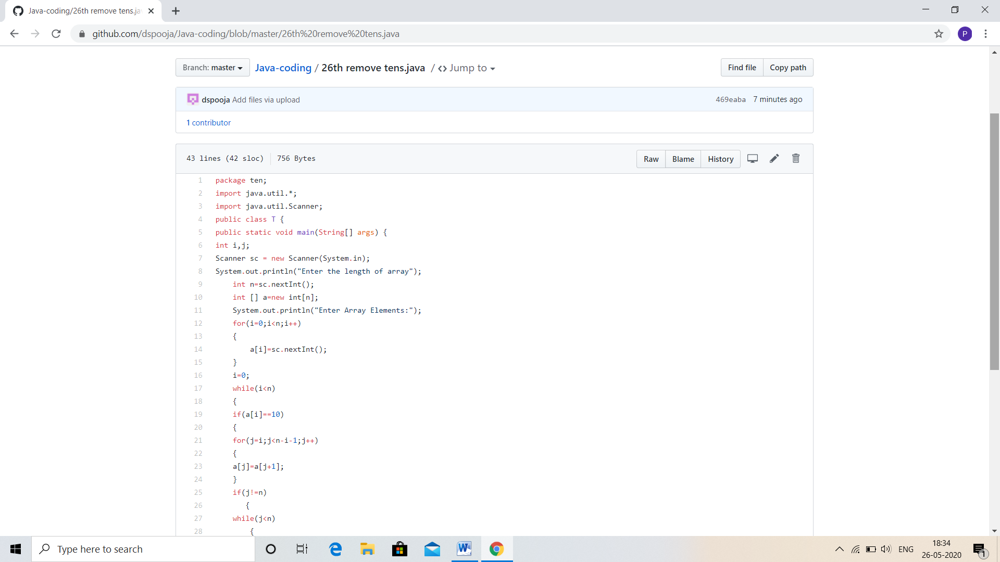 Java-coding/26th remove tens.ja
github.com/dspooja/Java-coding/blob/master/26th%20remove%20tens.java
P
Branch: master
Java-coding / 26th remove tens.java / <> Jump to
Find file
Copy path
dspooja Add files via upload
469eaba 7 minutes ago
1 contributor
43 lines (42 sloc) 756 Bytes
Raw
Blame
History
1 package ten;
2 import java.util.*;
3 import java.util.Scanner;
4 public class T {
5 public static void main(String[] args) {
6 int i,j;
7 Scanner sc = new Scanner(System.in);
8 System.out.println("Enter the length of array");
9 int n=sc.nextInt();
10 int [] a=new int[n];
11 System.out.println("Enter Array Elements:");
12 for(i=0;i<n;i++)
13 {
14 a[i]=sc.nextInt();
15 }
16 i=0;
17 while(i<n)
18 {
19 if(a[i]==10)
20 {
21 for(j=i;j<n-i-1;j++)
22 {
23 a[j]=a[j+1];
24 }
25 if(j!=n)
26 {
27 while(j<n)
28 {
Type here to search
W
ENG
18:34
26-05-2020
1